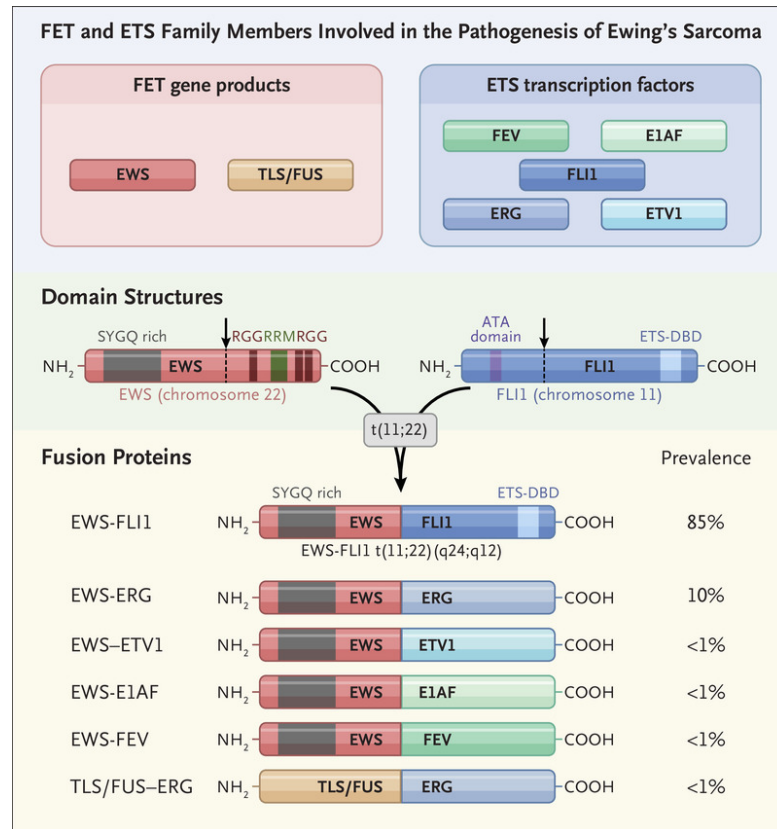 FET and ETS Family Members Involved in the Pathogenesis of Ewing's Sarcoma
FET gene products
EWS
TLS/FUS
ETS transcription factors
FEV
E1AF
FLI1
ERG
ETV1
Domain Structures
SYGQ rich
RGG RRM RGG
NH2 EWS COOH
EWS (chromosome 22)
ATA
domain
ETS-DBD
NH2 FLI1 COOH
FLI1 (chromosome 11)
t(11;22)
Fusion Proteins
Prevalence
SYGQ rich
ETS-DBD
EWS-FLI1 NH2 EWS FLI1 COOH 85%
EWS-FLI1 t(11;22)(q24;q12)
EWS-ERG NH2 EWS ERG COOH 10%
EWS–ETV1 NH2 EWS ETV1 COOH <1%
EWS-E1AF NH2 EWS E1AF COOH <1%
EWS-FEV NH2 EWS FEV COOH <1%
TLS/FUS–ERG NH2 TLS/FUS ERG COOH <1%